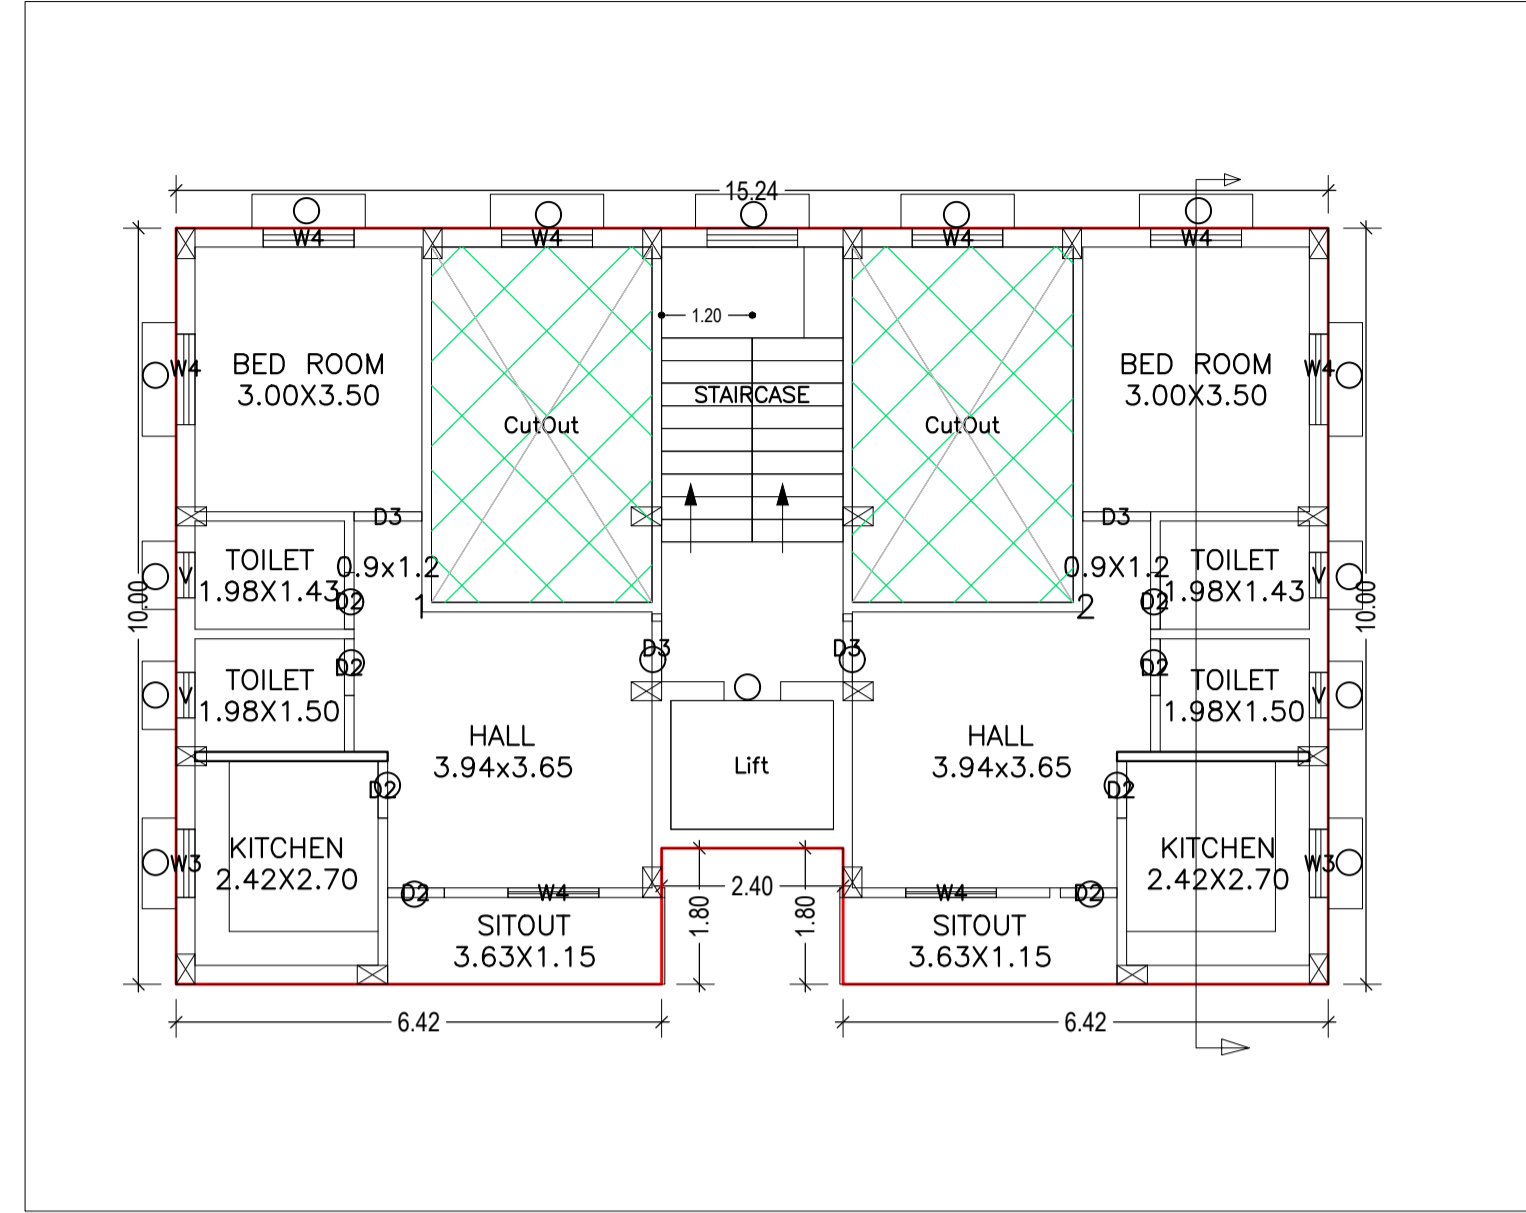 15.24
W4
W4
W4
W4
1.20
BED ROOM
3.00X3.50
BED ROOM
3.00X3.50
W4
W4
STAIRCASE
CutOut
CutOut
D3
D3
TOILET
1.98X1.43
0.9x1.2
0.9X1.2
TOILET
1.98X1.43
V
V
D2
D2
1
2
10.00
10.00
D3
D3
D2
D2
TOILET
1.98X1.50
TOILET
1.98X1.50
V
V
HALL
3.94x3.65
HALL
3.94x3.65
Lift
D2
D2
KITCHEN
2.42X2.70
KITCHEN
2.42X2.70
W3
W3
D2
W4
2.40
W4
D2
1.80
1.80
SITOUT
3.63X1.15
SITOUT
3.63X1.15
6.42
6.42